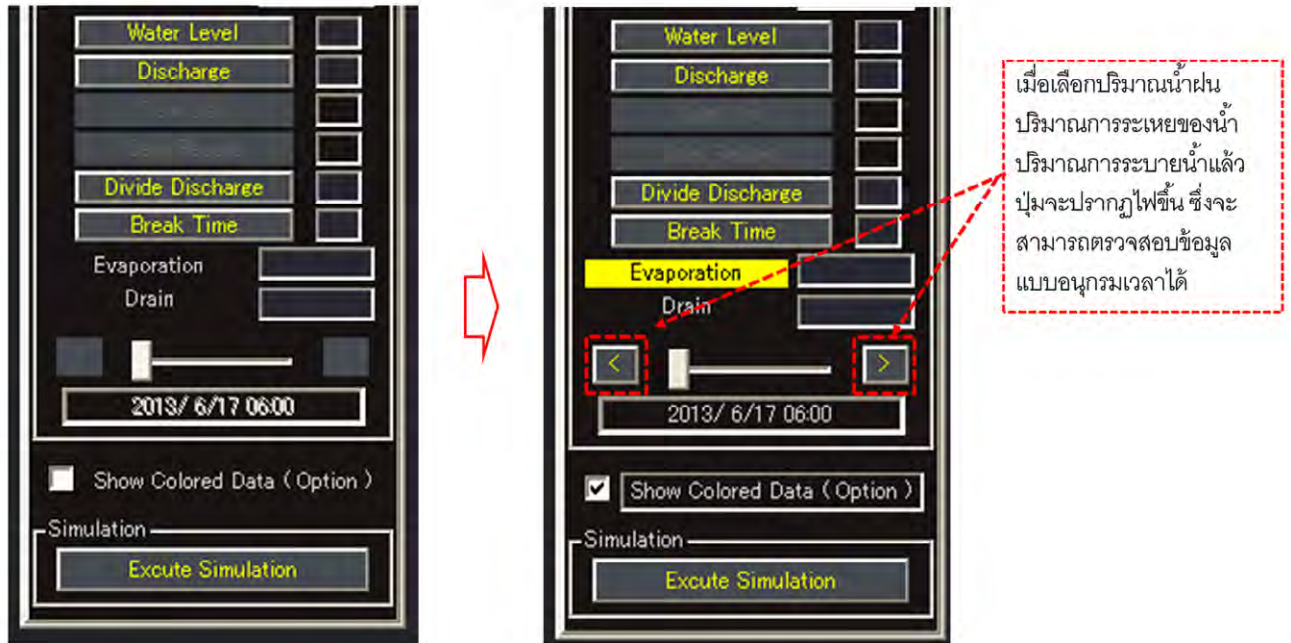 Water Level
Discharge
Divide Discharge
Break Time
Evaporation
Drain
2013/ 6/17 06:00
Show Colored Data ( Option )
Simulation
Excute Simulation
Water Level
Discharge
Divide Discharge
Break Time
Evaporation
Drain
<
>
2013/ 6/17 06:00
Show Colored Data ( Option )
Simulation
Excute Simulation
เมื่อเลือกปริมาณน้ำฝน
ปริมาณการระเหยของน้ำ
ปริมาณการระบายน้ำแล้ว
ปุ่มจะปรากฏไฟขึ้น ซึ่งจะ
สามารถตรวจสอบข้อมูล
แบบอนุกรมเวลาได้